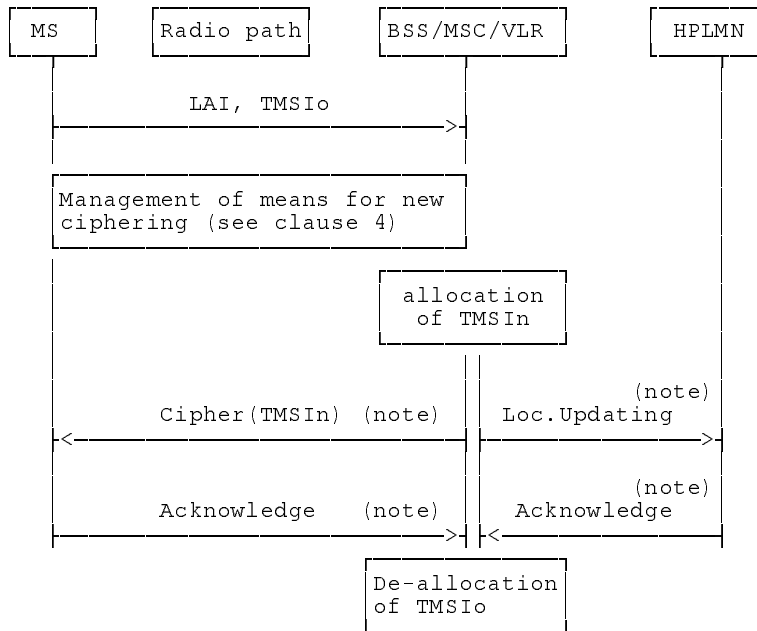 MS Radio path BSS/MSC/VLR HPLMN
LAI, TMSIo
Management of means for new
ciphering (see clause 4)
allocation
of TMSIn
(note)
Cipher(TMSIn) (note) Loc.Updating
(note)
Acknowledge (note) Acknowledge
De-allocation
of TMSIo